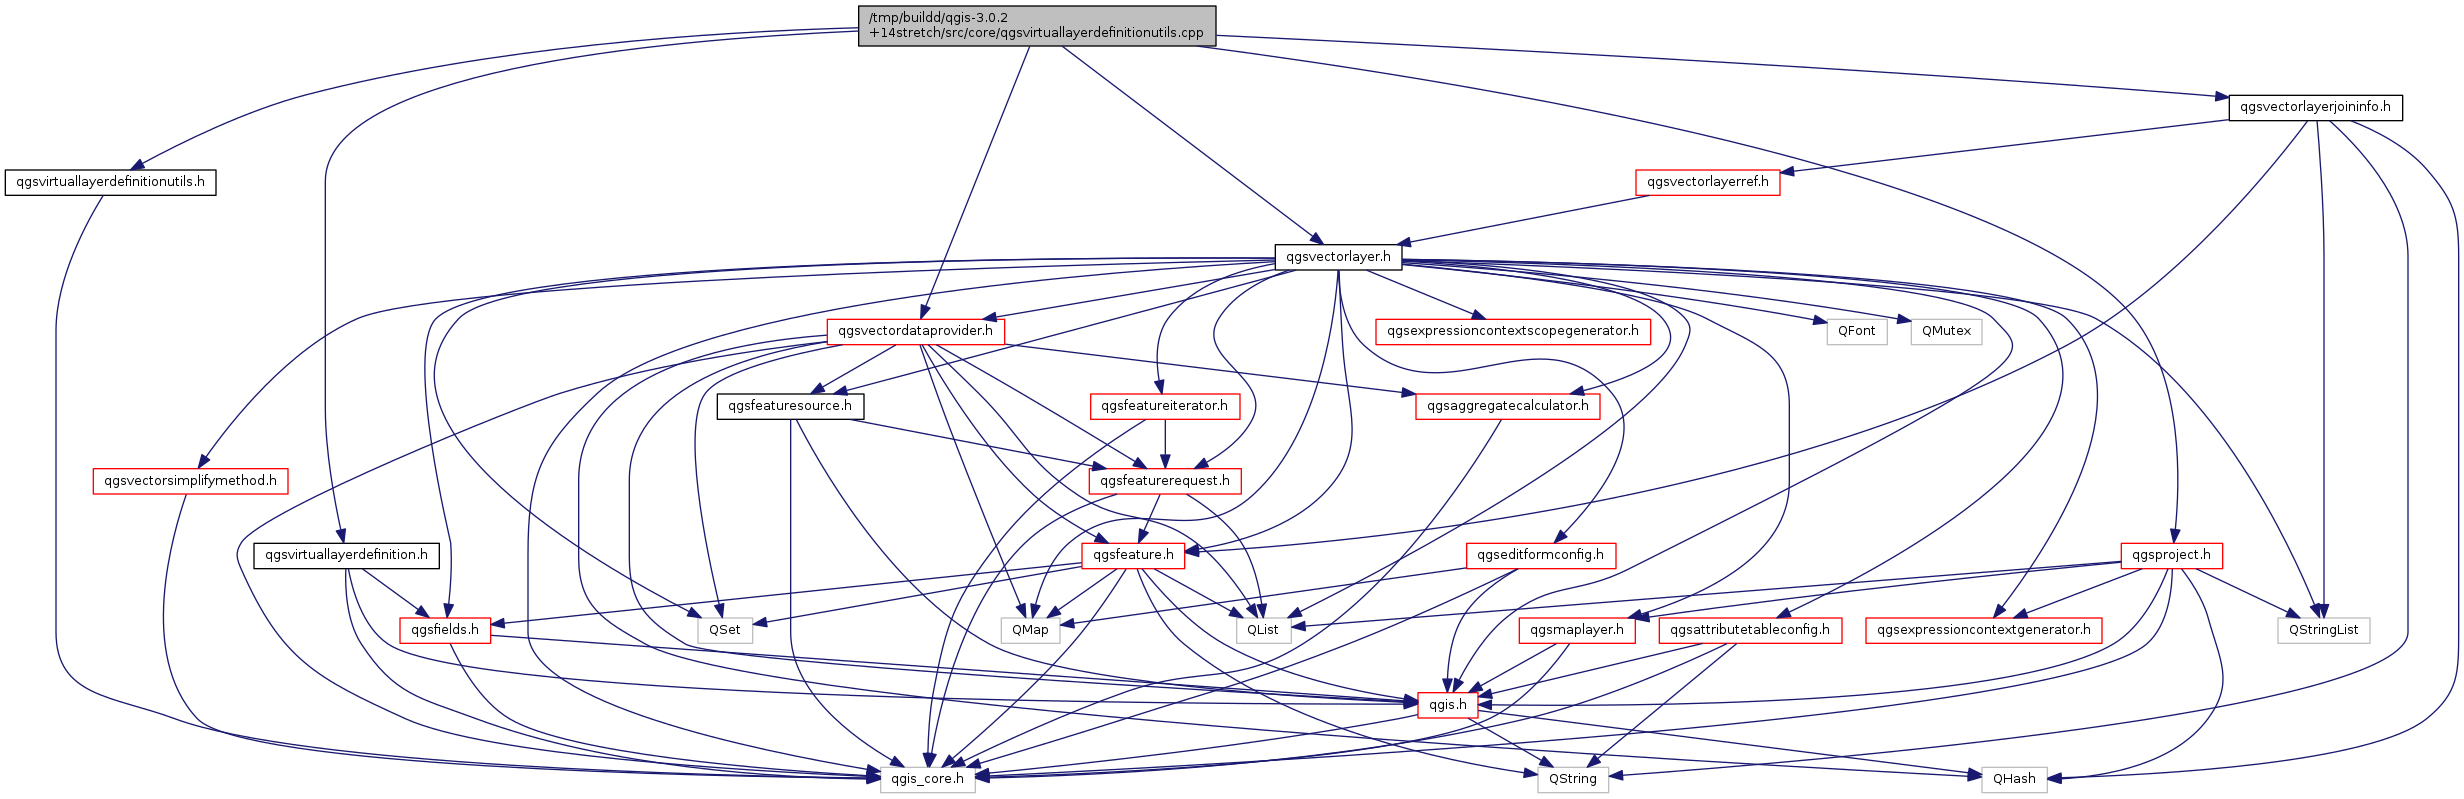 /tmp/buildd/qgis-3.0.2
+14stretch/src/core/qgsvirtuallayerdefinitionutils.cpp
qgsvectorlayerjoininfo.h
qgsvirtuallayerdefinitionutils.h
qgsvectorlayerref.h
qgsvectorlayer.h
qgsvectordataprovider.h
qgsexpressioncontextscopegenerator.h
QFont
QMutex
qgsfeaturesource.h
qgsfeatureiterator.h
qgsaggregatecalculator.h
qgsvectorsimplifymethod.h
qgsfeaturerequest.h
qgsvirtuallayerdefinition.h
qgsfeature.h
qgseditformconfig.h
qgsproject.h
qgsfields.h
QSet
QMap
QList
qgsmaplayer.h
qgsattributetableconfig.h
qgsexpressioncontextgenerator.h
QStringList
qgis.h
qgis_core.h
QString
QHash